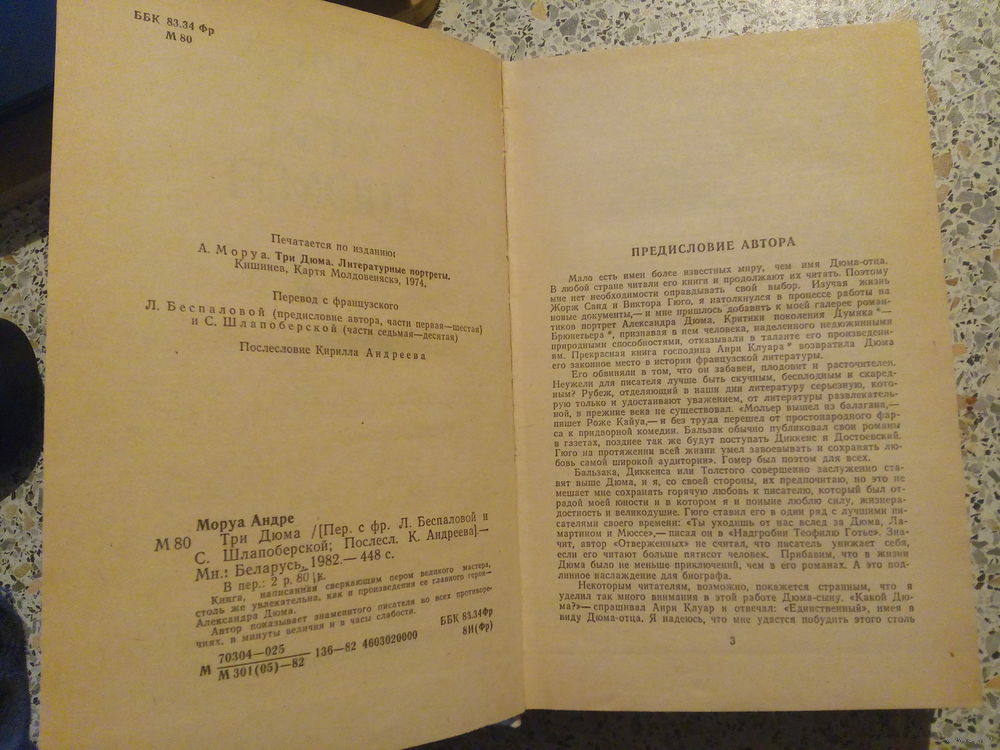 ББК 83.34 Фр
М 80
Печатается по изданию:
А. Моруа. Три Дюма. Литературные портреты.
Кишинев, Картя Молдовеняскэ, 1974.
Перевод с французского
Л. Беспаловой (предисловие автора, части первая—шестая)
и С. Шлапоберской (части седьмая—десятая)
Послесловие Кирилла Андреева
Моруа Андре
М 80 Три Дюма /[Пер. с фр. Л. Беспаловой и
С. Шлапоберской; Послесл. К. Андреева].—
Мн.: Беларусь, 1982.— 448 с.
В пер.: 2 р. 80 к.
Книга, написанная сверкающим пером великого мастера,
столь же увлекательна, как и произведения ее главного героя—
Александра Дюма.
Автор показывает знаменитого писателя во всех противоре-
чиях, в минуты величия и в часы слабости.
М 70304—025
М 301(05)—82 136—82 4603020000
ББК 83.34Фр
8И(Фр)
ПРЕДИСЛОВИЕ АВТОРА
Мало есть имен более известных миру, чем имя Дюма-отца.
В любой стране читали его книги и продолжают их читать. Поэтому
мне нет необходимости оправдывать свой выбор. Изучая жизнь
Жорж Санд и Виктора Гюго, я натолкнулся в процессе работы на
новые документы,— и мне пришлось добавить к моей галерее роман-
тиков портрет Александра Дюма. Критики поколения Думика*—
Брюнетьера*, признавая в нем человека, наделенного недюжинными
природными способностями, отказывали в таланте его произведени-
ям. Прекрасная книга господина Анри Клуара* возвратила Дюма
его законное место в истории французской литературы.
Его обвиняли в том, что он забавен, плодовит и расточителен.
Неужели для писателя лучше быть скучным, бесплодным и скаред-
ным? Рубеж, отделяющий в наши дни литературу серьезную, кото-
рую только и удостаивают уважением, от литературы развлекатель-
ной, в прежние века не существовал. «Мольер вышел из балагана,—
пишет Роже Кайуа,— и без труда перешел от простонародного фар-
са к придворной комедии. Бальзак обычно публиковал свои романы
в газетах, позднее так же будут поступать Диккенс и Достоевский.
Гюго на протяжении всей жизни умел завоевывать и сохранять лю-
бовь самой широкой аудитории». Гомер был поэтом для всех.
Бальзака, Диккенса или Толстого совершенно заслуженно ста-
вят выше Дюма, и я, со своей стороны, их предпочитаю, но это не
мешает мне сохранять горячую любовь к писателю, который был от-
радой моей юности и в котором я и поныне люблю силу, жизнера-
достность и великодушие. Гюго ставил его в один ряд с лучшими пи-
сателями своего времени: «Ты уходишь от нас вслед за Дюма, Ла-
мартином и Мюссе»,— писал он в «Надгробии Теофилю Готье». Зна-
чит, автор «Отверженных» не считал, что писатель унижает себя,
если его читают больше пятисот человек. Прибавим, что в жизни
Дюма было не меньше приключений, чем в его романах. А это под-
линное наслаждение для биографа.
Некоторым читателям, возможно, покажется странным, что я
уделил так много внимания в этой работе Дюма-сыну. «Какой Дю-
ма?»— спрашивал Анри Клуар и отвечал: «Единственный», имея в
виду Дюма-отца. Я надеюсь, что мне удастся побудить этого столь
3